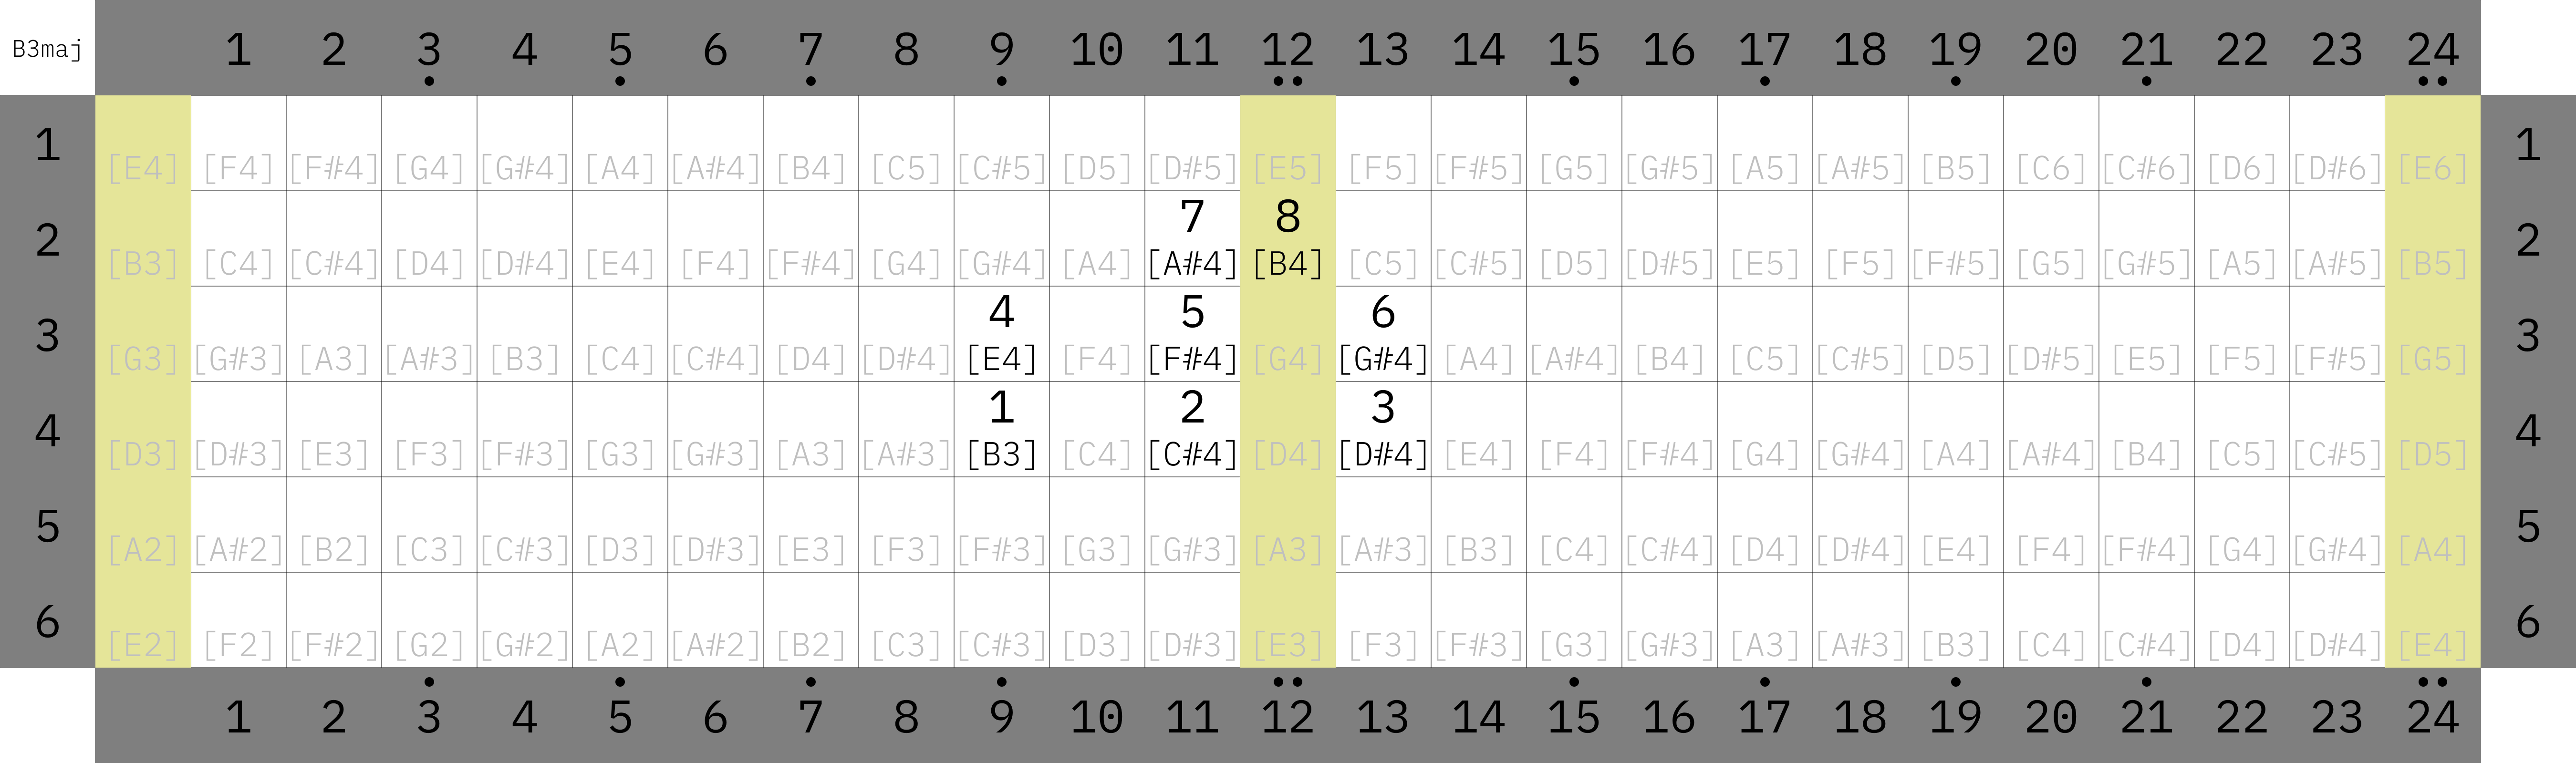 B3maj 1 2 3 4 5 6 7 8 9 10 11 12 13 14 15 16 17 18 19 20 21 22 23 24
1 [E4] [F4] [F#4] [G4] [G#4] [A4] [A#4] [B4] [C5] [C#5] [D5] [D#5] [E5] [F5] [F#5] [G5] [G#5] [A5] [A#5] [B5] [C6] [C#6] [D6] [D#6] [E6] 1
7 8
2 [B3] [C4] [C#4] [D4] [D#4] [E4] [F4] [F#4] [G4] [G#4] [A4] [A#4] [B4] [C5] [C#5] [D5] [D#5] [E5] [F5] [F#5] [G5] [G#5] [A5] [A#5] [B5] 2
4 5 6
3 [G3] [G#3] [A3] [A#3] [B3] [C4] [C#4] [D4] [D#4] [E4] [F4] [F#4] [G4] [G#4] [A4] [A#4] [B4] [C5] [C#5] [D5] [D#5] [E5] [F5] [F#5] [G5] 3
1 2 3
4 [D3] [D#3] [E3] [F3] [F#3] [G3] [G#3] [A3] [A#3] [B3] [C4] [C#4] [D4] [D#4] [E4] [F4] [F#4] [G4] [G#4] [A4] [A#4] [B4] [C5] [C#5] [D5] 4
5 [A2] [A#2] [B2] [C3] [C#3] [D3] [D#3] [E3] [F3] [F#3] [G3] [G#3] [A3] [A#3] [B3] [C4] [C#4] [D4] [D#4] [E4] [F4] [F#4] [G4] [G#4] [A4] 5
6 [E2] [F2] [F#2] [G2] [G#2] [A2] [A#2] [B2] [C3] [C#3] [D3] [D#3] [E3] [F3] [F#3] [G3] [G#3] [A3] [A#3] [B3] [C4] [C#4] [D4] [D#4] [E4] 6
1 2 3 4 5 6 7 8 9 10 11 12 13 14 15 16 17 18 19 20 21 22 23 24